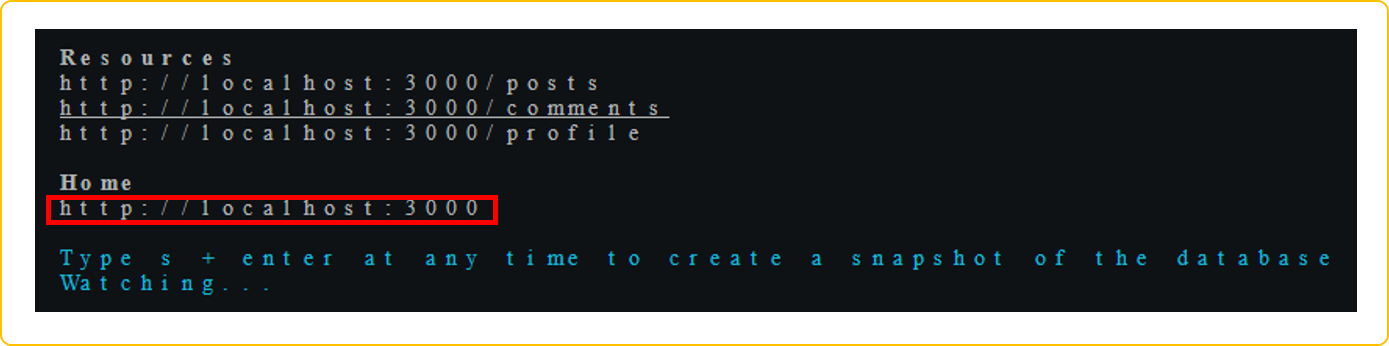 Resources
http://localhost:3000/posts
http://localhost:3000/comments
http://localhost:3000/profile
Home
http://localhost:3000
Type s + enter at any time to create a snapshot of the database
Watching...